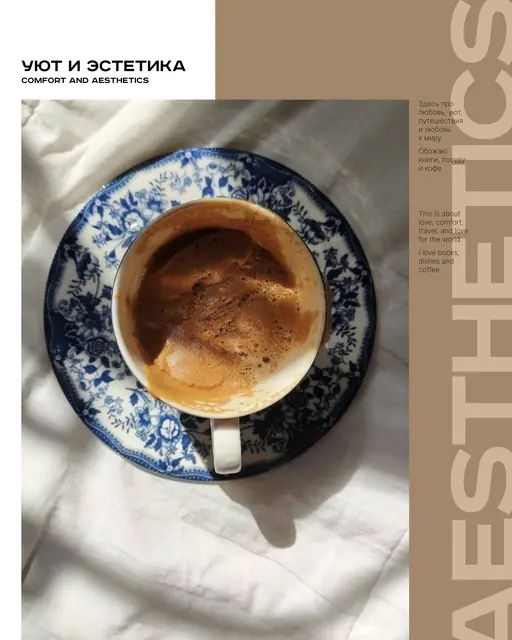 УЮТ И ЭСТЕТИКА
COMFORT AND AESTHETICS
Здесь про
любовь, уют,
путешествия
и любовь
к миру
Обожаю
книги, посуду
и кофе
This is about
love, comfort,
travel, and love
for the world
I love books,
dishes and
coffee
AESTHETICS